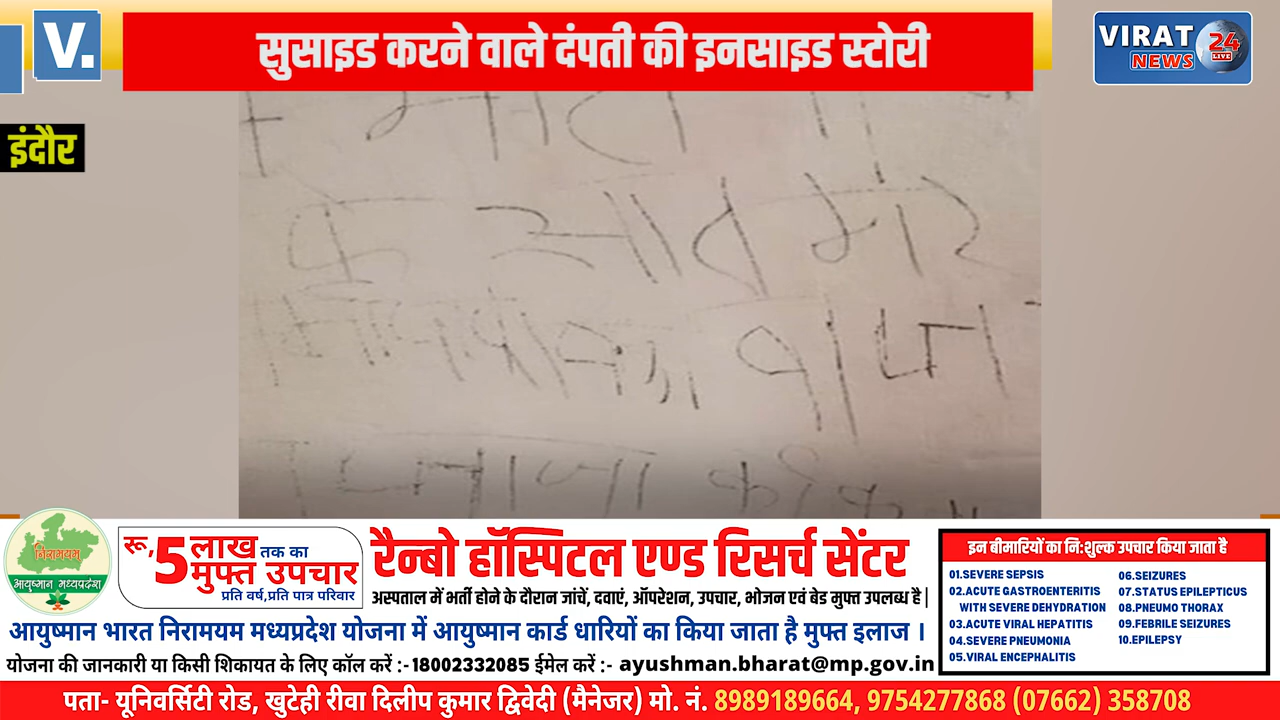 V.
सुसाइड करने वाले दंपती की इनसाइड स्टोरी
VIRAT
NEWS
24
LIVE
इंदौर
निरामयम्
आयुष्मान मध्यप्रदेश
रू,5 लाख तक का
मुफ्त उपचार
प्रति वर्ष,प्रति पात्र परिवार
रैन्बो हॉस्पिटल एण्ड रिसर्च सेंटर
अस्पताल में भर्ती होने के दौरान जांचें, दवाएं, ऑपरेशन, उपचार, भोजन एवं बेड मुफ्त उपलब्ध है|
आयुष्मान भारत निरामयम मध्यप्रदेश योजना में आयुष्मान कार्ड धारियों का किया जाता है मुफ्त इलाज ।
योजना की जानकारी या किसी शिकायत के लिए कॉल करें :-18002332085 ईमेल करें :- ayushman.bharat@mp.gov.in
इन बीमारियों का नि:शुल्क उपचार किया जाता है
01.SEVERE SEPSIS
02.ACUTE GASTROENTERITIS
WITH SEVERE DEHYDRATION
03.ACUTE VIRAL HEPATITIS
04.SEVERE PNEUMONIA
05.VIRAL ENCEPHALITIS
06.SEIZURES
07.STATUS EPILEPTICUS
08.PNEUMO THORAX
09.FEBRILE SEIZURES
10.EPILEPSY
पता- यूनिवर्सिटी रोड, खुटेही रीवा दिलीप कुमार द्विवेदी (मैनेजर) मो. नं. 8989189664, 9754277868 (07662) 358708